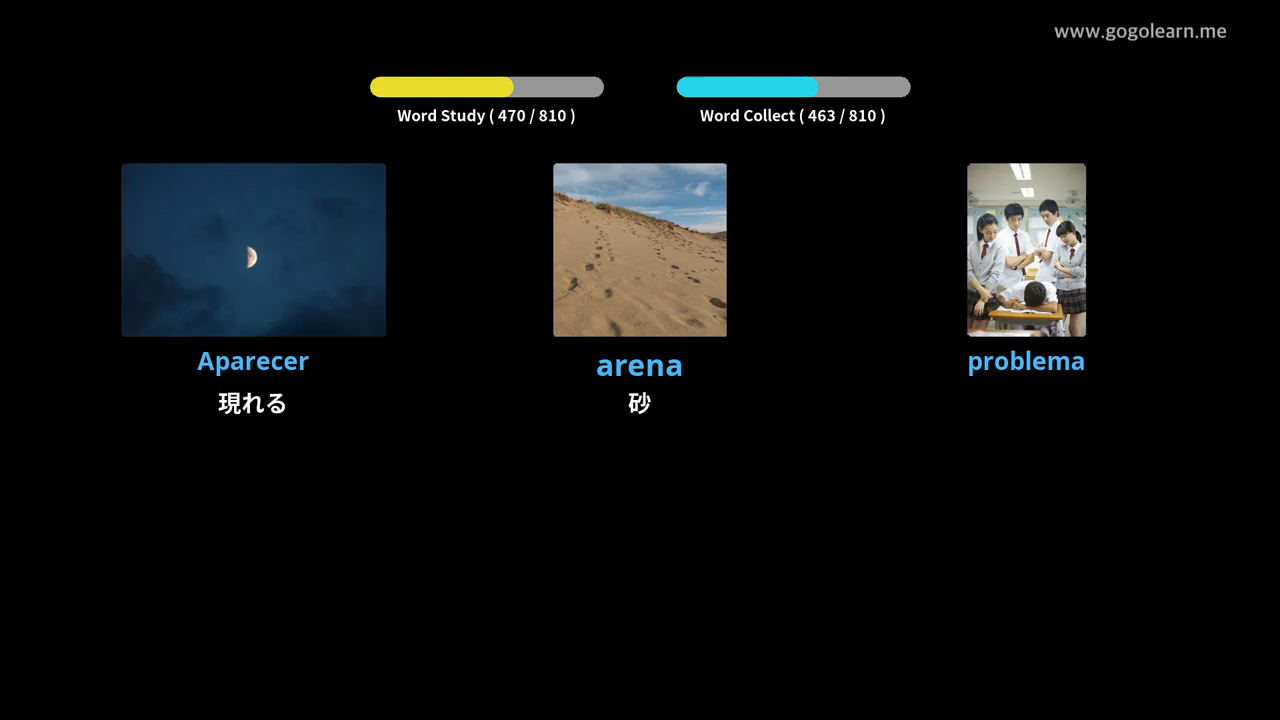 www.gogolearn.me
Word Study ( 470 / 810 )
Word Collect ( 463 / 810 )
Aparecer
現れる
arena
砂
problema